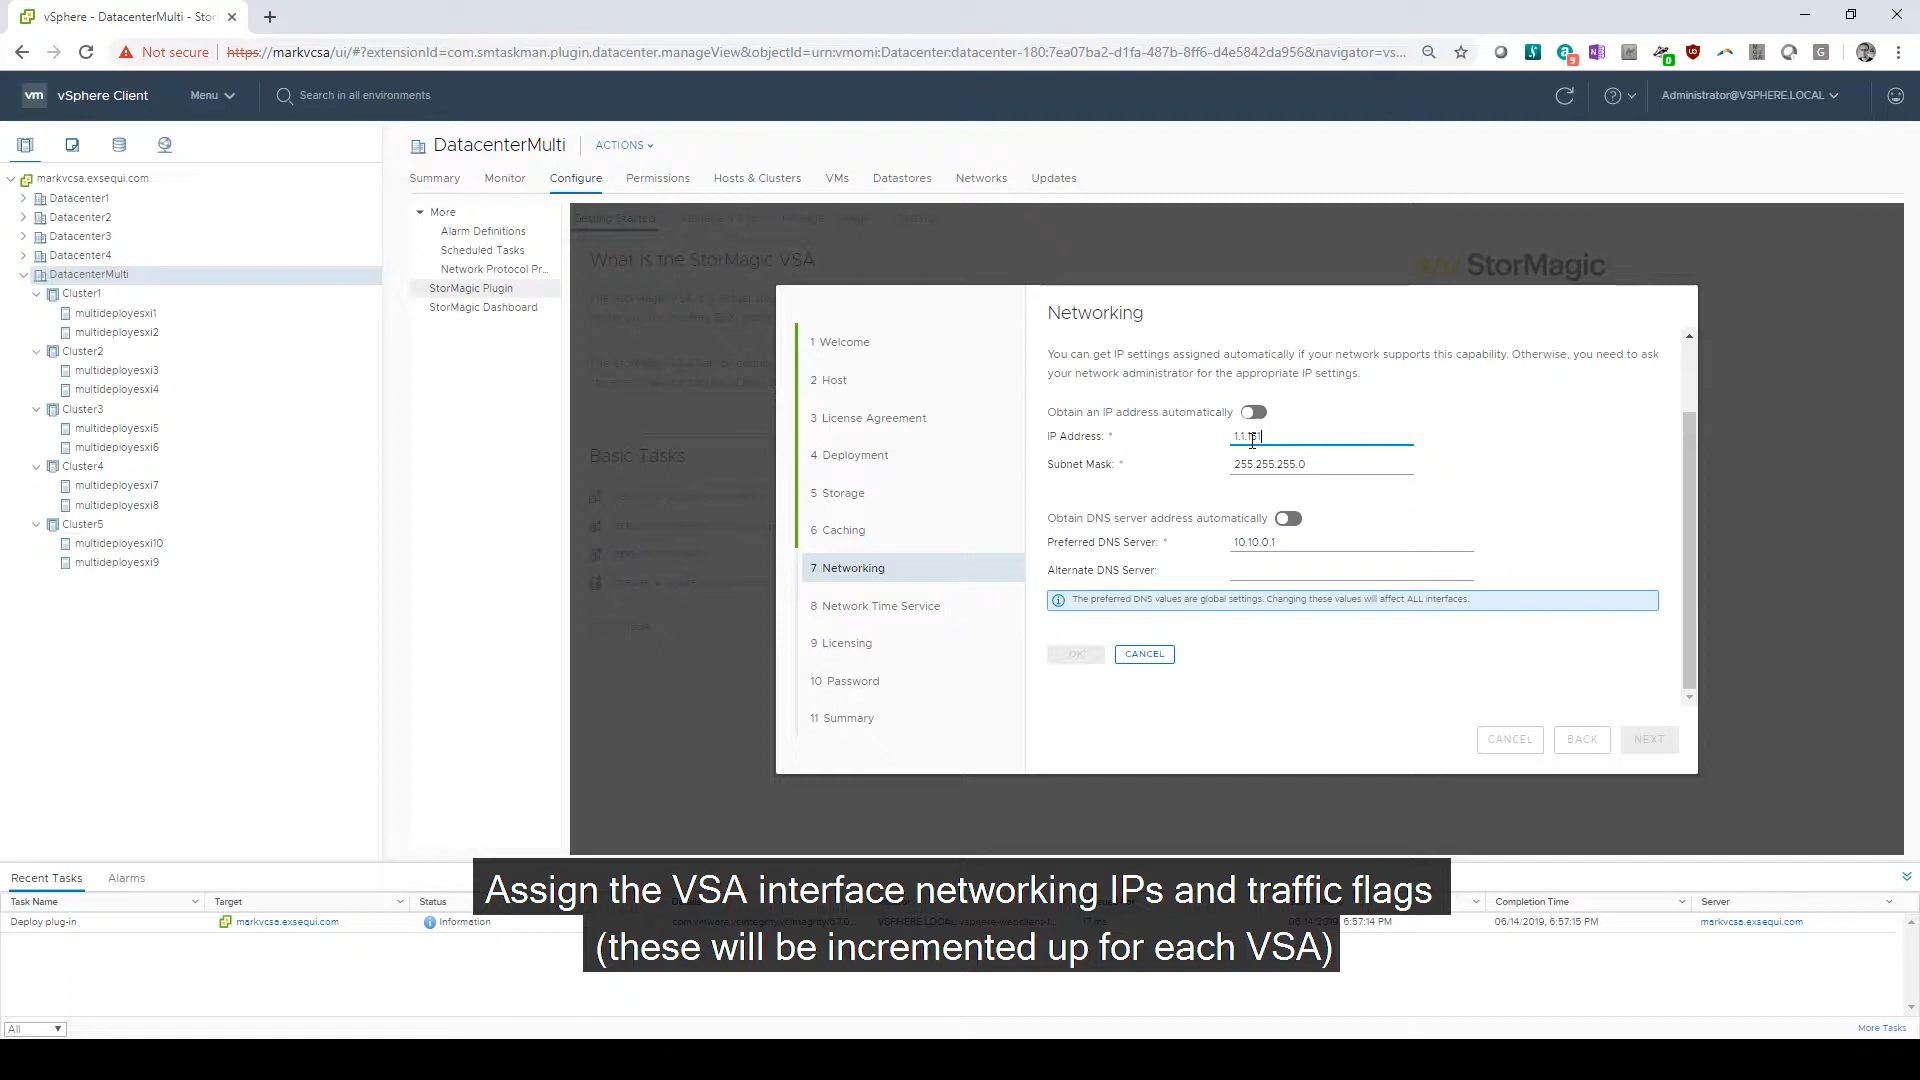 vSphere - DatacenterMulti - Stor
Not secure
https://markvcsa/ui/#?extensionId=com.smtaskman.plugin.datacenter.manageView&objectId=urn:vmomi:Datacenter:datacenter-180:7ea07ba2-d1fa-487b-8ff6-d4e5842da956&navigator=vs...
vm vSphere Client Menu Search in all environments Administrator@VSPHERE.LOCAL
DatacenterMulti ACTIONS
Summary Monitor Configure Permissions Hosts & Clusters VMs Datastores Networks Updates
markvcsa.exsequi.com
Datacenter1
Datacenter2
Datacenter3
Datacenter4
DatacenterMulti
Cluster1
multideployesxi1
multideployesxi2
Cluster2
multideployesxi3
multideployesxi4
Cluster3
multideployesxi5
multideployesxi6
Cluster4
multideployesxi7
multideployesxi8
Cluster5
multideployesxi10
multideployesxi9
More
Alarm Definitions
Scheduled Tasks
Network Protocol Pr...
StorMagic Plugin
StorMagic Dashboard
Getting Started
What is the StorMagic VSA
StorMagic
Basic Tasks
1 Welcome
2 Host
3 License Agreement
4 Deployment
5 Storage
6 Caching
7 Networking
8 Network Time Service
9 Licensing
10 Password
11 Summary
Networking
You can get IP settings assigned automatically if your network supports this capability. Otherwise, you need to ask
your network administrator for the appropriate IP settings.
Obtain an IP address automatically
IP Address: *
Subnet Mask: * 255.255.255.0
Obtain DNS server address automatically
Preferred DNS Server: * 10.10.0.1
Alternate DNS Server:
The preferred DNS values are global settings. Changing these values will affect ALL interfaces.
OK CANCEL
CANCEL BACK NEXT
Recent Tasks Alarms
Task Name Target Status Completion Time Server
Deploy plug-in markvcsa.exsequi.com Information 06/14/2019, 6:57:15 PM markvcsa.exsequi.com
Assign the VSA interface networking IPs and traffic flags
(these will be incremented up for each VSA)
All More Tasks